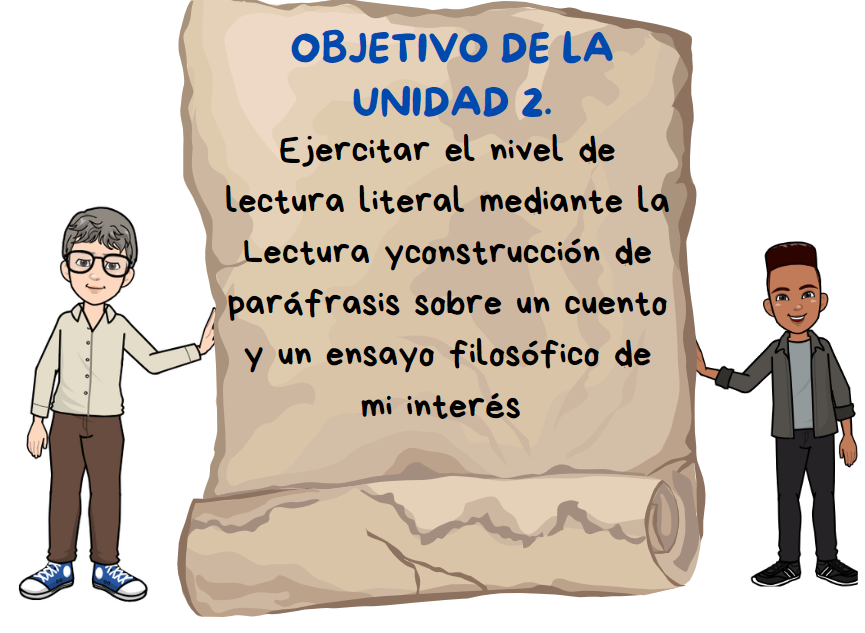 OBJETIVO DE LA
UNIDAD 2.
Ejercitar el nivel de
lectura literal mediante la
Lectura yconstrucción de
paráfrasis sobre un cuento
y un ensayo filosófico de
mi interés